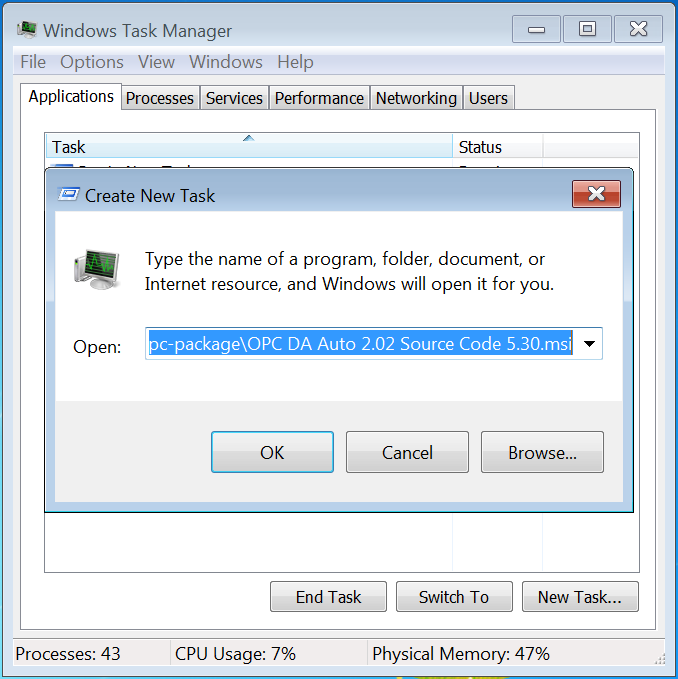 Windows Task Manager
File Options View Windows Help
Applications Processes Services Performance Networking Users
Task Status
Create New Task
Type the name of a program, folder, document, or
Internet resource, and Windows will open it for you.
Open: pc-package\OPC DA Auto 2.02 Source Code 5.30.msi
OK Cancel Browse...
End Task Switch To New Task...
Processes: 43 CPU Usage: 7% Physical Memory: 47%